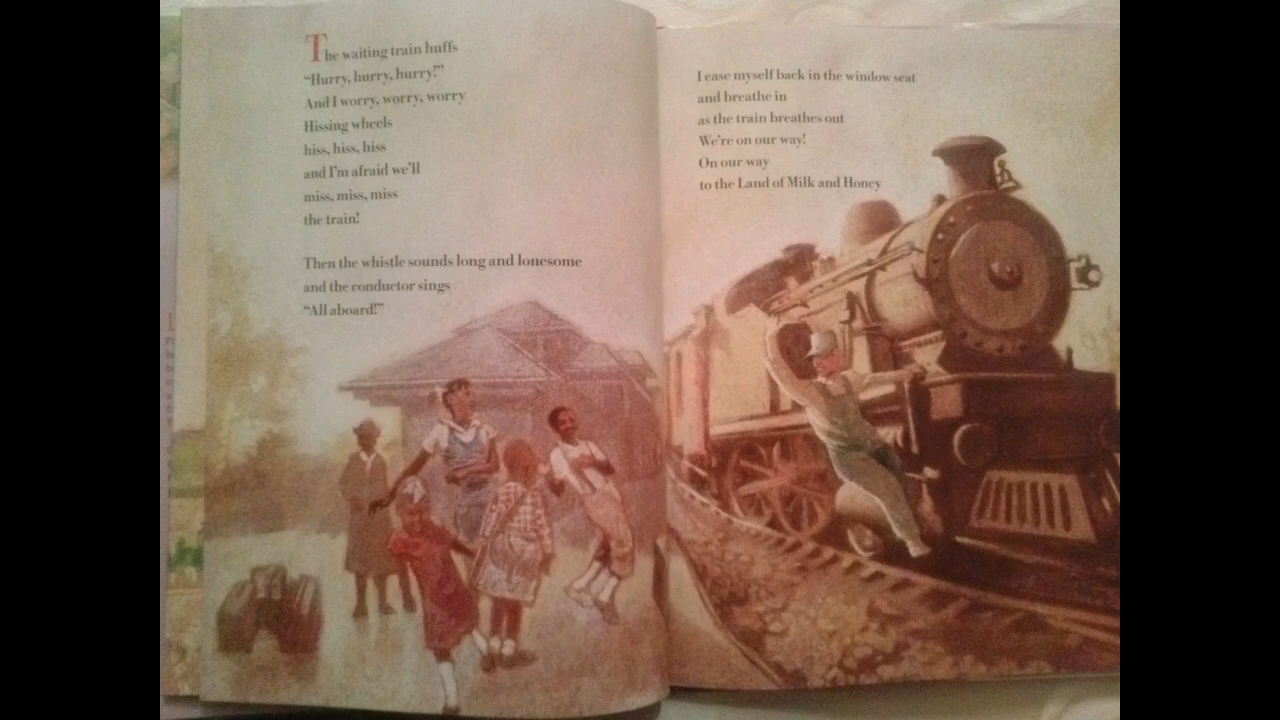 The waiting train huffs
“Hurry, hurry, hurry!”
And I worry, worry, worry
Hissing wheels
hiss, hiss, hiss
and I'm afraid we'll
miss, miss, miss
the train!
Then the whistle sounds long and lonesome
and the conductor sings
“All aboard!”
I ease myself back in the window seat
and breathe in
as the train breathes out
We're on our way!
On our way
to the Land of Milk and Honey